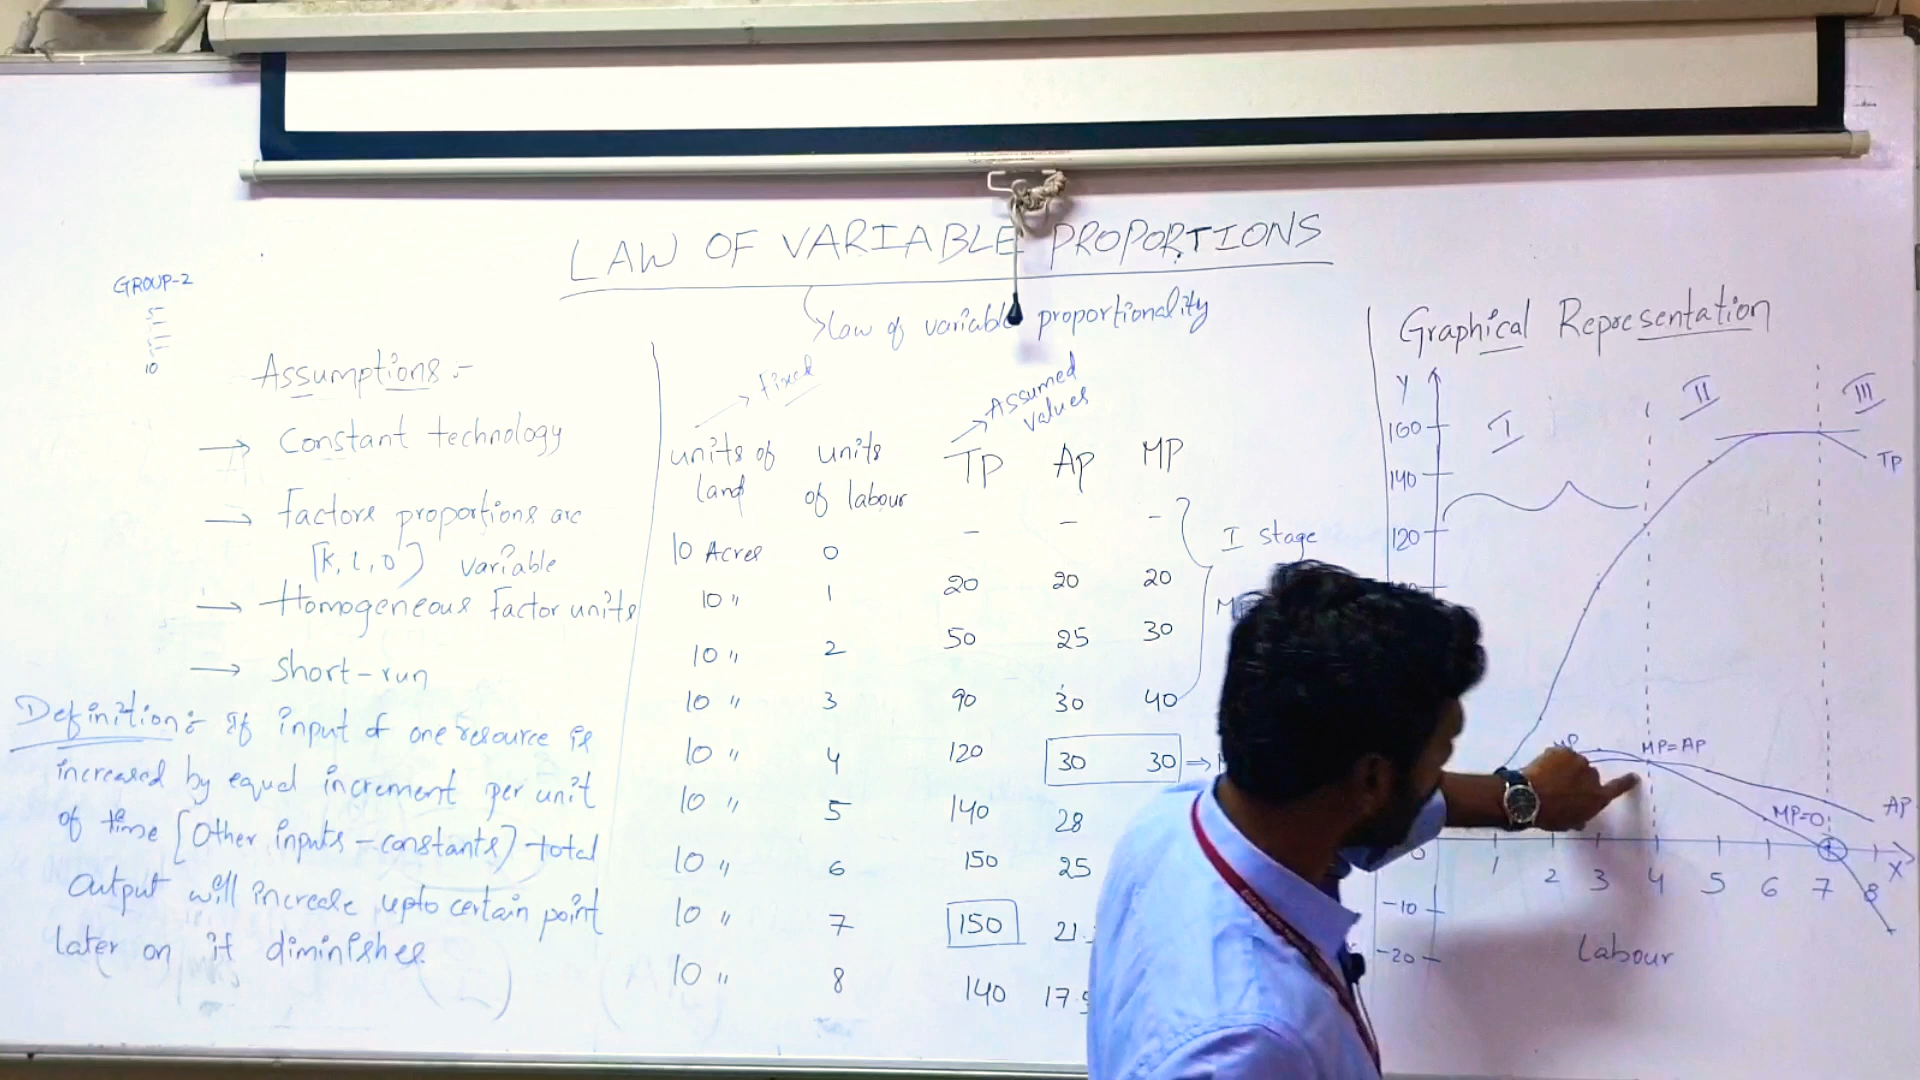 LAW OF VARIABLE PROPORTIONS
law of variable proportionality
GROUP-2
10
Assumptions :-
→ Constant technology
→ factors proportions are
[K, L, O] variable
→ Homogeneous factor units
→ Short-run
Definition :- If input of one resource is
increased by equal increment per unit
of time [Other inputs - constants] total
Output will increase upto certain point
later on it diminishes
→ fixed
→ Assumed
values
units of land units of labour TP AP MP
10 Acres 0 - - -
10 " 1 20 20 20
10 " 2 50 25 30
10 " 3 90 30 40
10 " 4 120 30 30 →
10 " 5 140 28
10 " 6 150 25
10 " 7 150 21.
10 " 8 140 17.5
I stage
Graphical Representation
Y
I II III
160
140
120
TP
MP
MP=AP
AP
MP=0
X
0 1 2 3 4 5 6 7 8
-10
-20
Labour